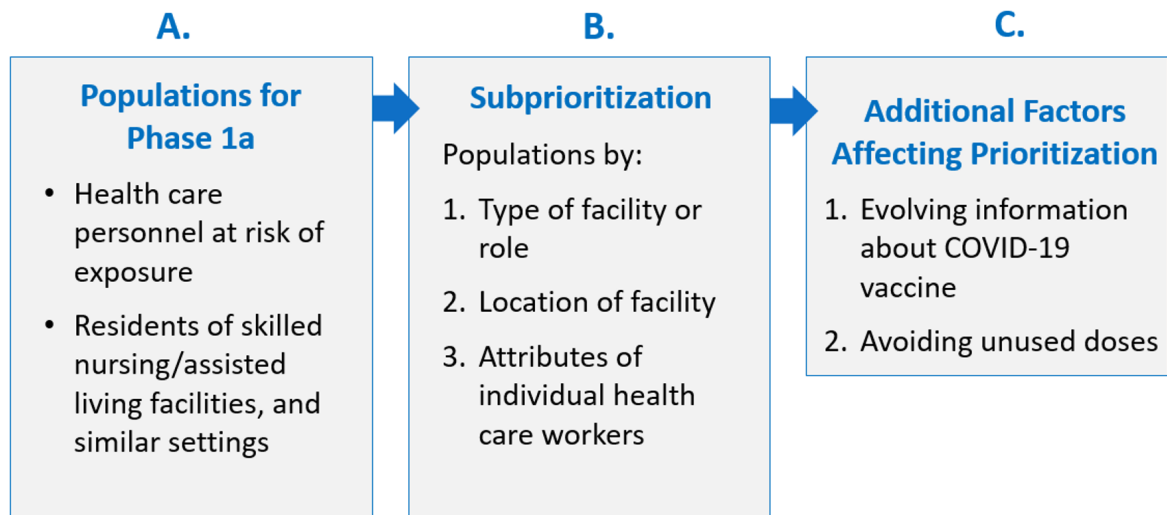 A.
Populations for
Phase 1a
• Health care
personnel at risk of
exposure
• Residents of skilled
nursing/assisted
living facilities, and
similar settings
B.
Subprioritization
Populations by:
1. Type of facility or
role
2. Location of facility
3. Attributes of
individual health
care workers
C.
Additional Factors
Affecting Prioritization
1. Evolving information
about COVID-19
vaccine
2. Avoiding unused doses